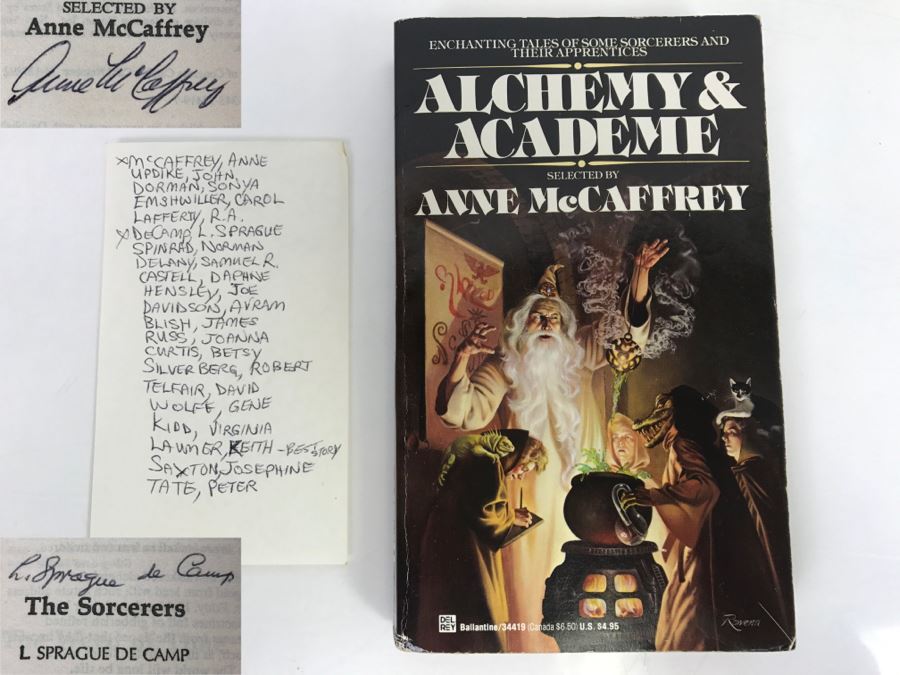 SELECTED BY
Anne McCaffrey
Anne McCaffrey
x McCAFFREY, ANNE
UPDIKE, JOHN
DORMAN, SONYA
EMSHWILLER, CAROL
LAFFERTY, R.A.
x DECAMP, L. SPRAGUE
SPINRAD, NORMAN
DELANY, SAMUEL R.
CASTELL, DAPHNE
HENSLEY, JOE
DAVIDSON, AVRAM
BLISH, JAMES
RUSS, JOANNA
CURTIS, BETSY
SILVERBERG, ROBERT
TELFAIR, DAVID
WOLFE, GENE
KIDD, VIRGINIA
LAUMER KEITH - BEST STORY
SAXTON, JOSEPHINE
TATE, PETER
L. Sprague de Camp
The Sorcerers
L SPRAGUE DE CAMP
ENCHANTING TALES OF SOME SORCERERS AND
THEIR APPRENTICES
ALCHEMY &
ACADEME
SELECTED BY
ANNE McCAFFREY
DEL
REY
Ballantine/34419 (Canada $6.50) U.S. $4.95
Rowena